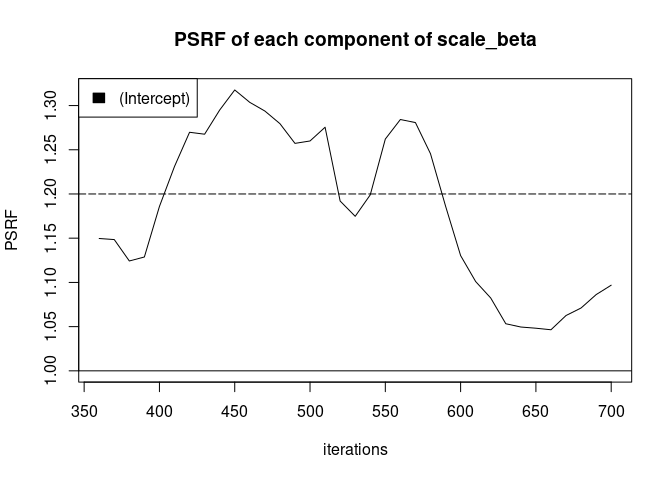 PSRF of each component of scale_beta
(Intercept)
PSRF
1.30
1.25
1.20
1.15
1.10
1.05
1.00
350 400 450 500 550 600 650 700
iterations